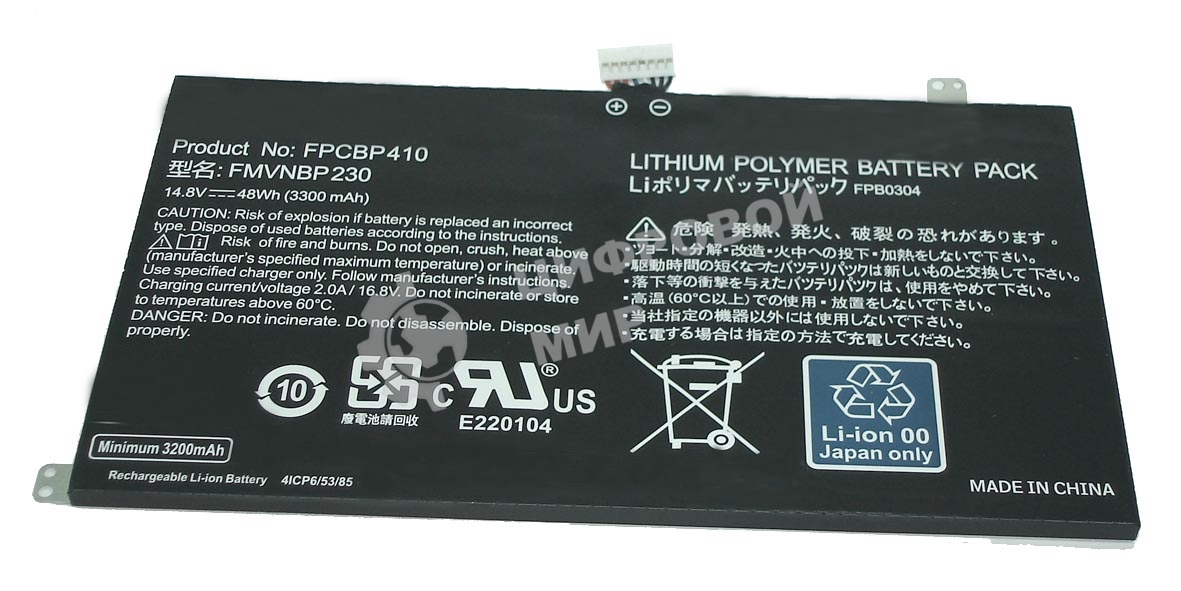 Product No: FPCBP410
型名: FMVNBP230
14.8V 48Wh (3300 mAh)
CAUTION: Risk of explosion if battery is replaced an incorrect
type. Dispose of used batteries according to the instructions.
Risk of fire and burns. Do not open, crush, heat above
(manufacturer's specified maximum temperature) or incinerate.
Use specified charger only. Follow manufacturer's instructions.
Charging current/voltage 2.0A / 16.8V. Do not incinerate or store
to temperatures above 60°C.
DANGER: Do not incinerate. Do not disassemble. Dispose of
properly.
10
廢電池請回收
C RU ® US
E220104
Minimum 3200mAh
Rechargeable Li-ion Battery 4ICP6/53/85
+ −
LITHIUM POLYMER BATTERY PACK
Liポリマバッテリパック FPB0304
危険 発熱、発火、破裂の恐れがあります。
・ショート・分解・改造・火中への投下・加熱をしないで下さい。
・駆動時間の短くなったバッテリパックは新しいものと交換して下さい。
・落下等の衝撃を与えたバッテリパックは、使用をやめて下さい。
・高温(60°C以上)での使用・放置をしないで下さい。
・当社指定の機器以外には使用しないで下さい。
・充電する場合は指定の方法で充電してください。
Li-ion 00
Japan only
MADE IN CHINA
ЦИФРОВОЙ
МИР